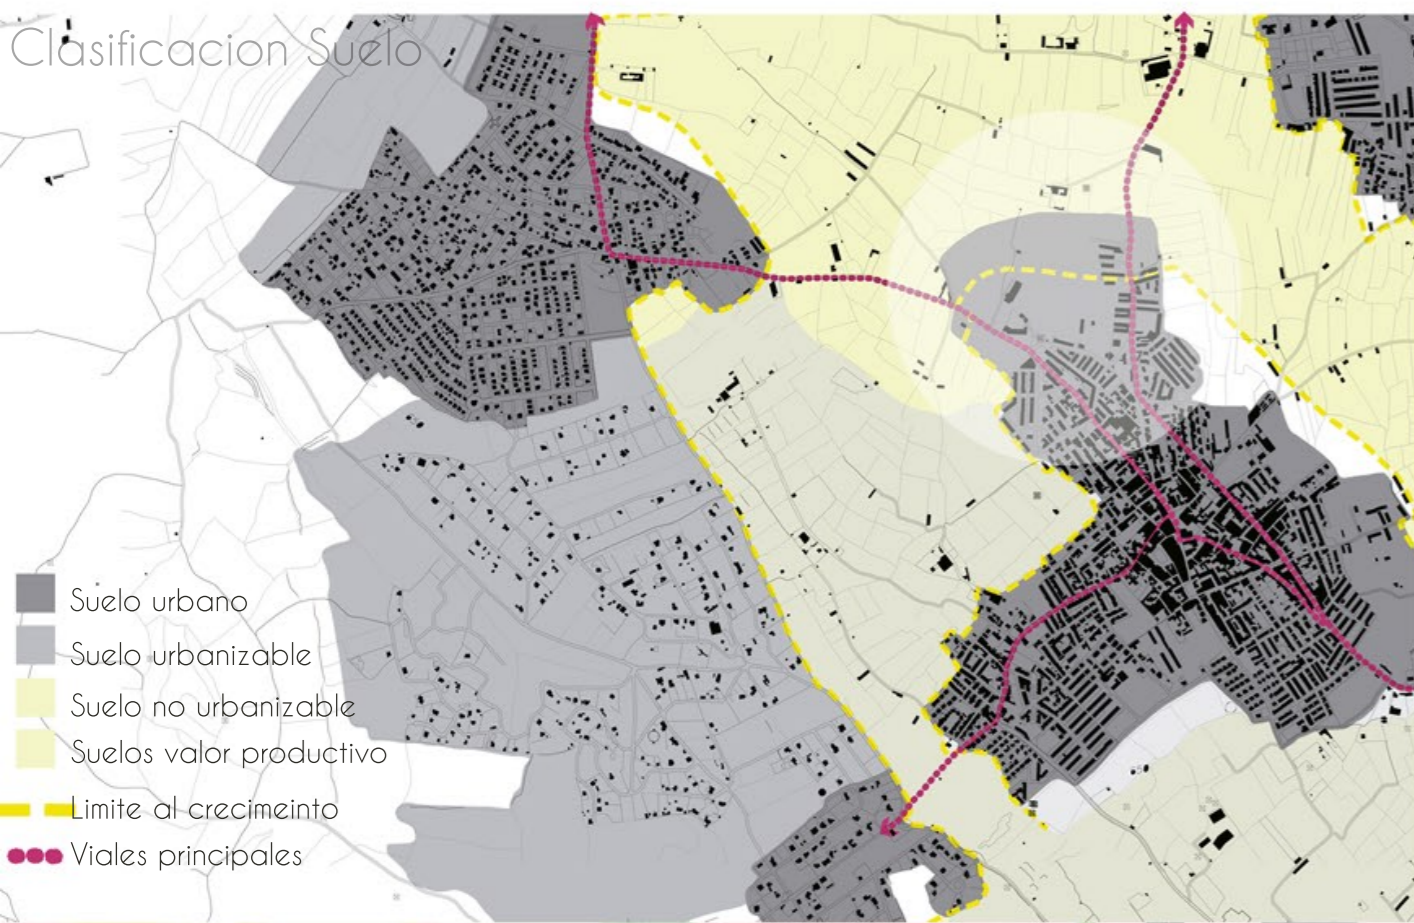 Clasificacion Suelo
Suelo urbano
Suelo urbanizable
Suelo no urbanizable
Suelos valor productivo
Limite al crecimeinto
Viales principales